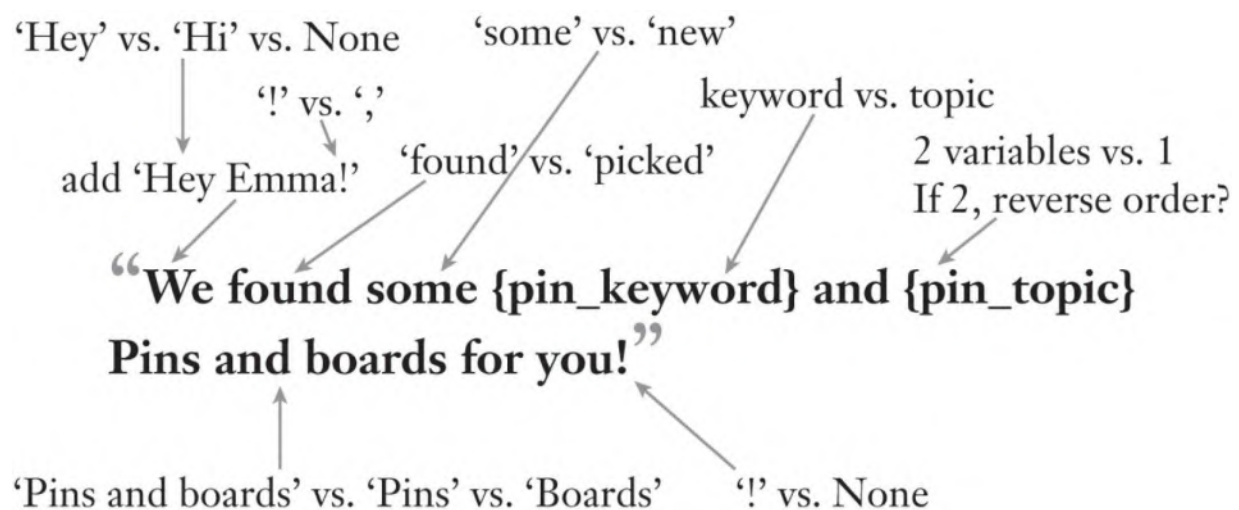 ‘Hey’ vs. ‘Hi’ vs. None
‘some’ vs. ‘new’
‘!’ vs. ‘,’
keyword vs. topic
add ‘Hey Emma!’
‘found’ vs. ‘picked’
2 variables vs. 1
If 2, reverse order?
“We found some {pin_keyword} and {pin_topic}
Pins and boards for you!”
‘Pins and boards’ vs. ‘Pins’ vs. ‘Boards’
‘!’ vs. None